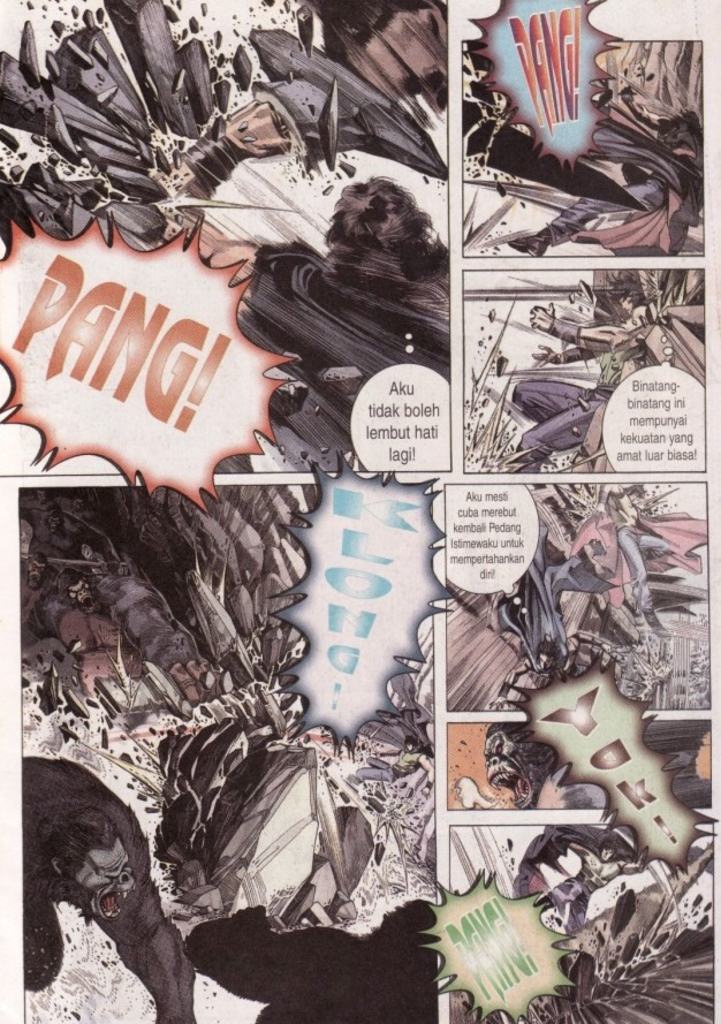 PANG!
Aku
tidak boleh
lembut hati
lagi!
PANG!
Binatang-
binatang ini
mempunyai
kekuatan yang
amat luar biasa!
KLONG!
Aku mesti
cuba merebut
kembali Pedang
Istimewaku untuk
mempertahankan
diri!
PANG!